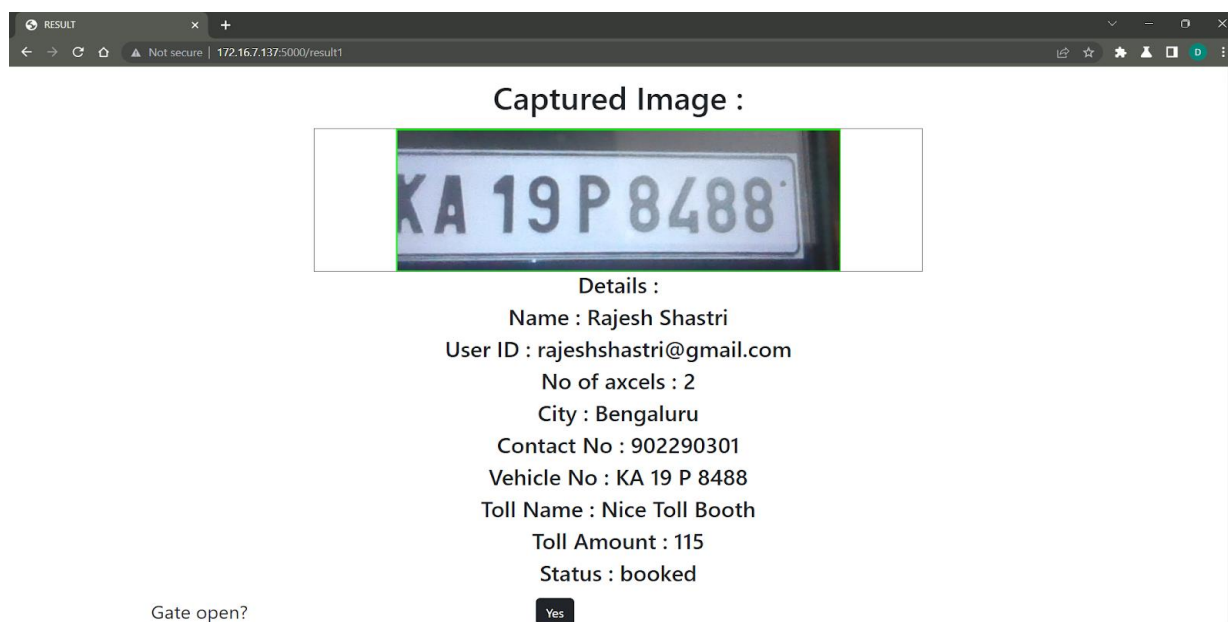 RESULT
Not secure | 172.16.7.137:5000/result1
D
Captured Image :
KA 19 P 8488
Details :
Name : Rajesh Shastri
User ID : rajeshshastri@gmail.com
No of axcels : 2
City : Bengaluru
Contact No : 902290301
Vehicle No : KA 19 P 8488
Toll Name : Nice Toll Booth
Toll Amount : 115
Status : booked
Gate open? Yes